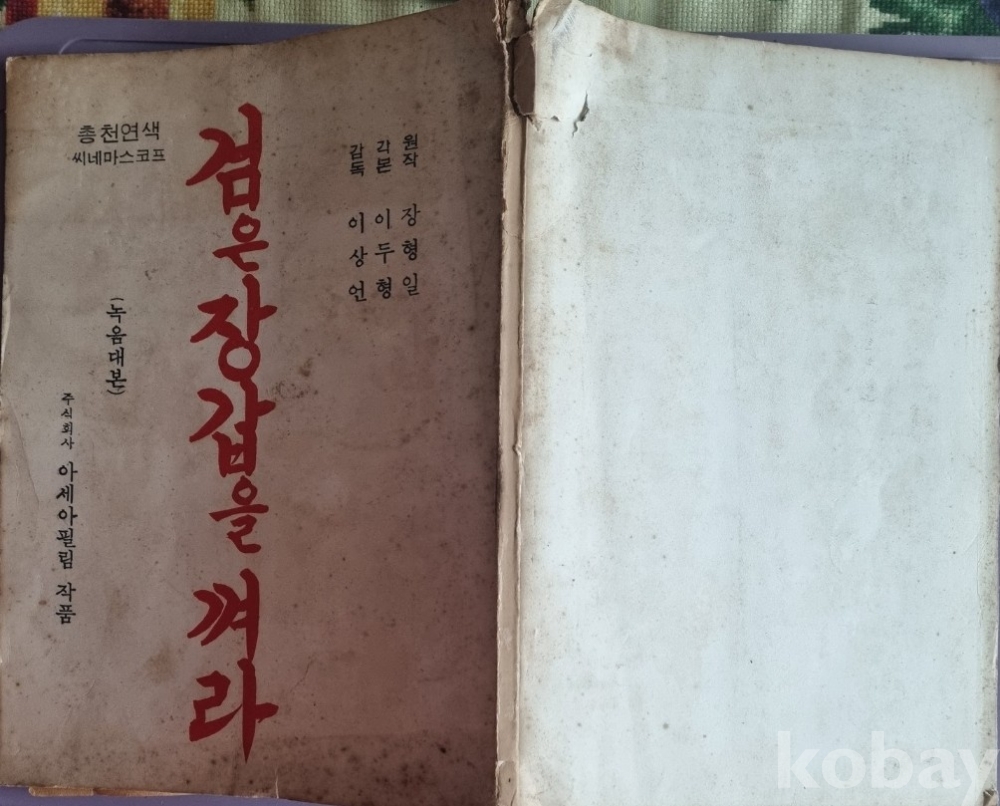 총천연색
씨네마스코프
검은 장갑을 껴라
원작 장형일
각본 이두형
감독 이상언
(녹음대본)
주식회사 아세아필림 작품
kobay